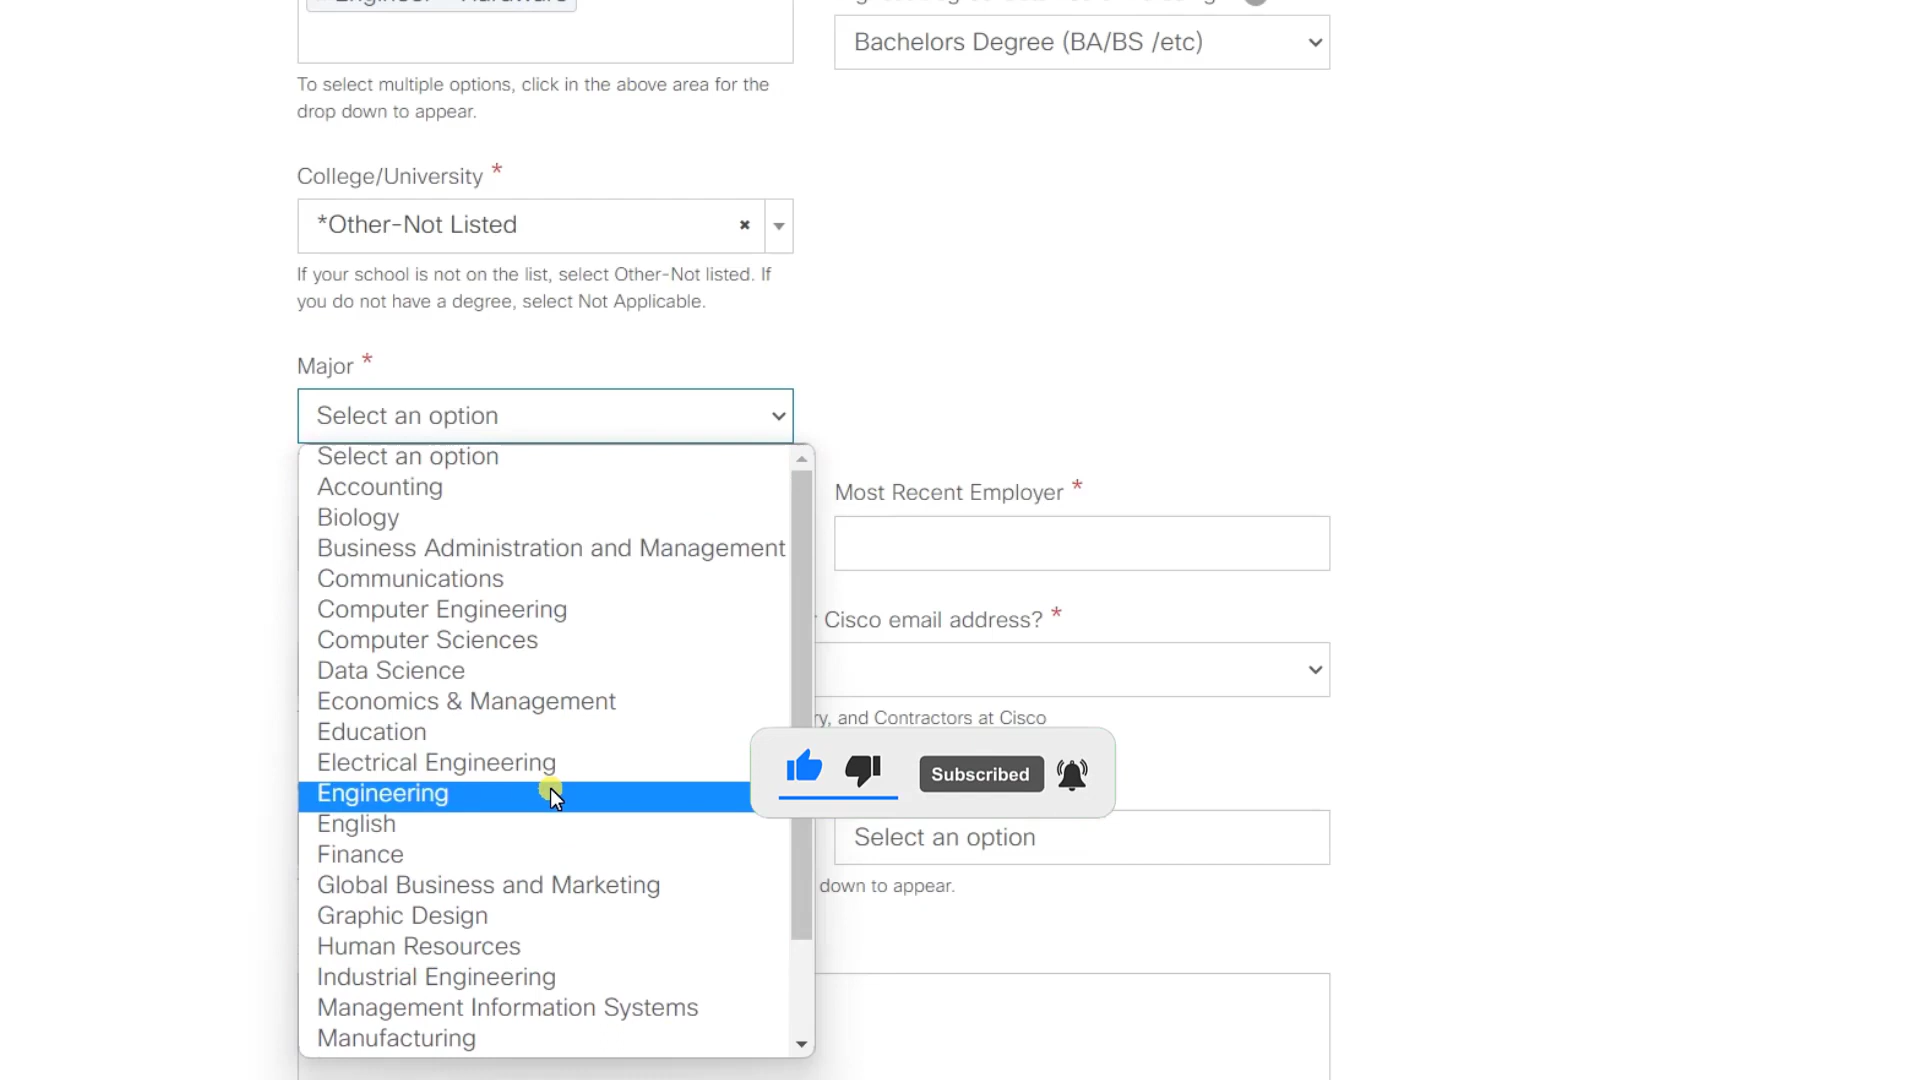 Engineer - Hardware
Bachelors Degree (BA/BS /etc)
To select multiple options, click in the above area for the
drop down to appear.
College/University *
*Other-Not Listed
If your school is not on the list, select Other-Not listed. If
you do not have a degree, select Not Applicable.
Major *
Select an option
Select an option
Accounting
Biology
Business Administration and Management
Communications
Computer Engineering
Computer Sciences
Data Science
Economics & Management
Education
Electrical Engineering
Engineering
English
Finance
Global Business and Marketing
Graphic Design
Human Resources
Industrial Engineering
Management Information Systems
Manufacturing
Most Recent Employer *
Cisco email address? *
, and Contractors at Cisco
Subscribed
Select an option
down to appear.